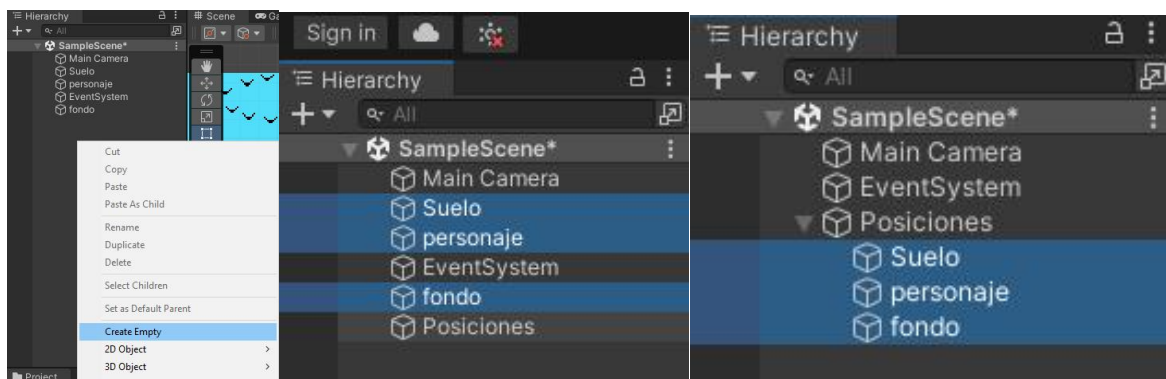 Hierarchy
Scene
Ga
All
SampleScene*
Main Camera
Suelo
personaje
EventSystem
fondo
Cut
Copy
Paste
Paste As Child
Rename
Duplicate
Delete
Select Children
Set as Default Parent
Create Empty
2D Object
3D Object
Project
Sign in
Hierarchy
All
SampleScene*
Main Camera
Suelo
personaje
EventSystem
fondo
Posiciones
Hierarchy
All
SampleScene*
Main Camera
EventSystem
Posiciones
Suelo
personaje
fondo